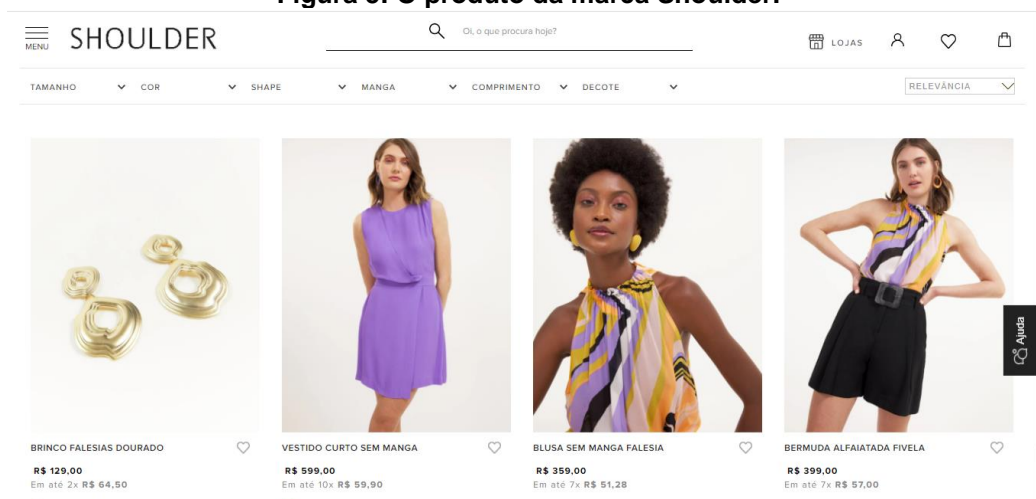 Figura 9: O produto da marca Shoulder.
MENU
SHOULDER
Oi, o que procura hoje?
LOJAS
TAMANHO
COR
SHAPE
MANGA
COMPRIMENTO
DECOTE
RELEVÂNCIA
Ajuda
BRINCO FALESIAS DOURADO
R$ 129,00
Em até 2x R$ 64,50
VESTIDO CURTO SEM MANGA
R$ 599,00
Em até 10x R$ 59,90
BLUSA SEM MANGA FALESIA
R$ 359,00
Em até 7x R$ 51,28
BERMUDA ALFAIATADA FIVELA
R$ 399,00
Em até 7x R$ 57,00